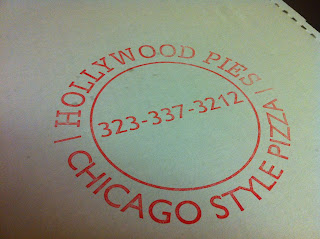 HOLLYWOOD PIES
323-337-3212
CHICAGO STYLE PIZZA